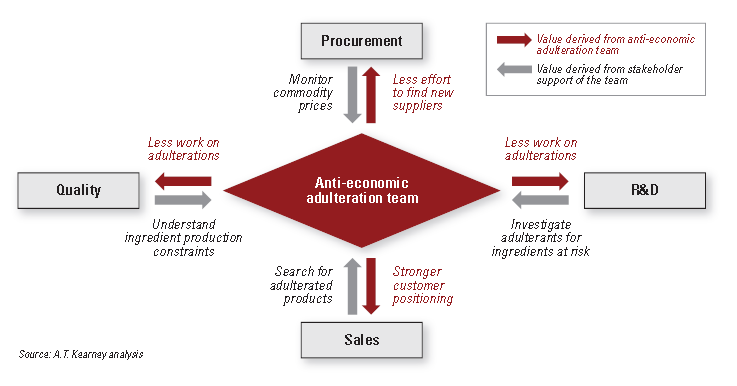 Procurement
Value derived from anti-economic
adulteration team
Value derived from stakeholder
support of the team
Monitor
commodity
prices
Less effort
to find new
suppliers
Less work on
adulterations
Less work on
adulterations
Quality
Anti-economic
adulteration team
R&D
Understand
ingredient production
constraints
Investigate
adulterants for
ingredients at risk
Search for
adulterated
products
Stronger
customer
positioning
Sales
Source: A.T. Kearney analysis